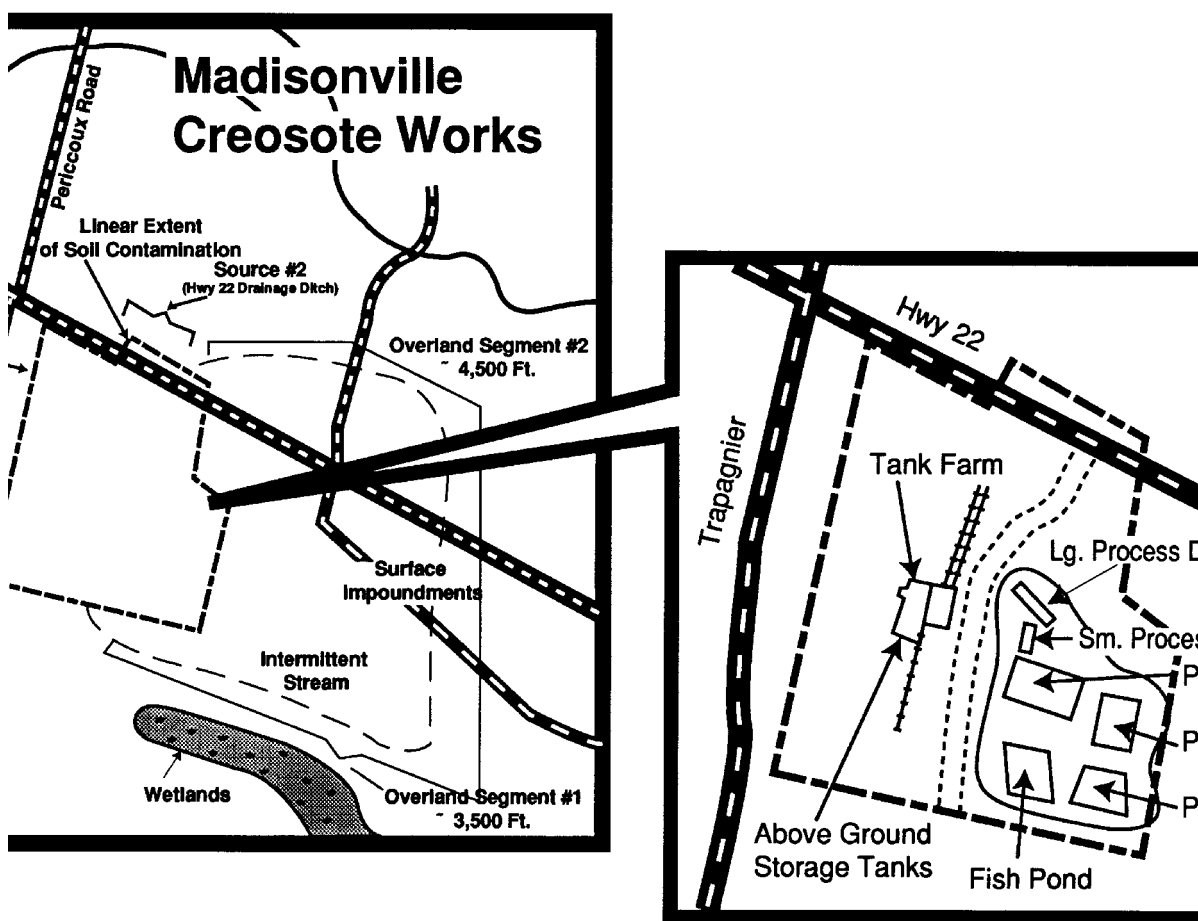 Madisonville
Creosote Works
Periccoux Road
Linear Extent
of Soil Contamination
Source #2
(Hwy 22 Drainage Ditch)
Overland Segment #2
~ 4,500 Ft.
Surface
Impoundments
Intermittent
Stream
Wetlands
Overland Segment #1
~ 3,500 Ft.
Hwy 22
Trapagnier
Tank Farm
Lg. Process D
Sm. Proces
P
P
P
Above Ground
Storage Tanks
Fish Pond